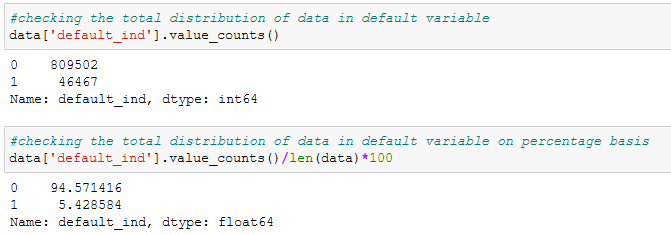 #checking the total distribution of data in default variable
data['default_ind'].value_counts()
0    809502
1     46467
Name: default_ind, dtype: int64
#checking the total distribution of data in default variable on percentage basis
data['default_ind'].value_counts()/len(data)*100
0    94.571416
1     5.428584
Name: default_ind, dtype: float64